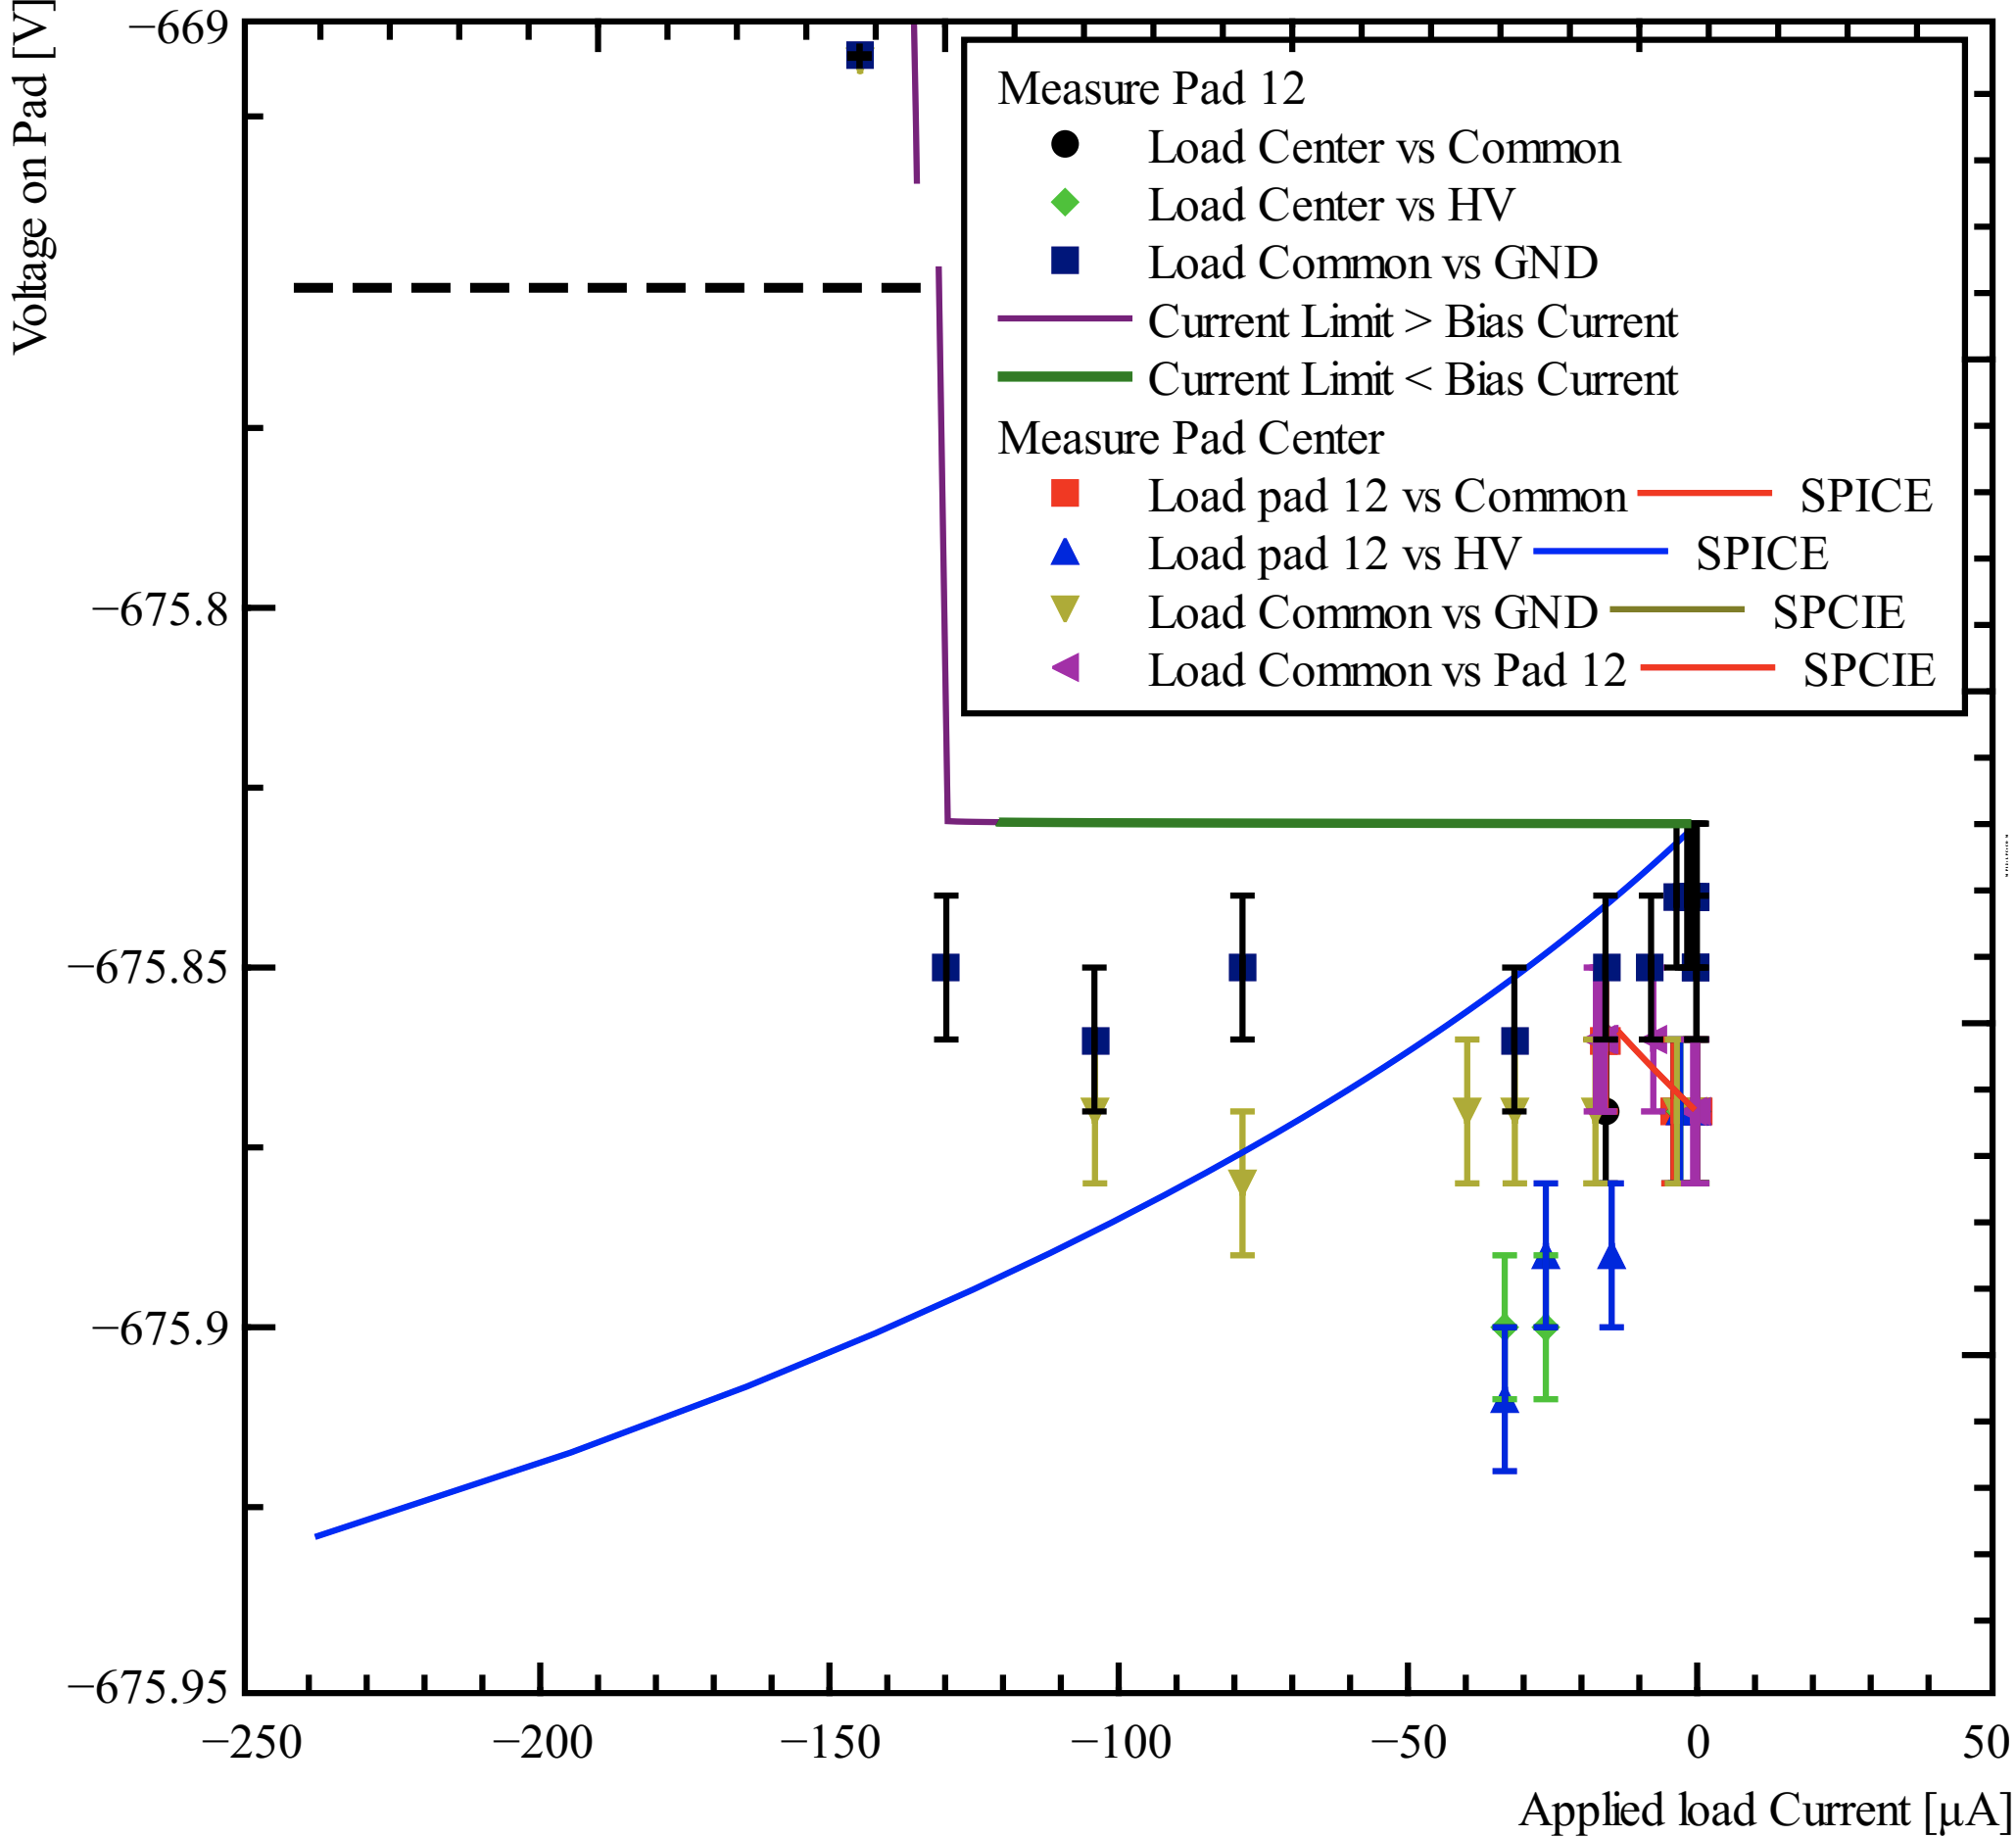 Voltage on Pad [V]
−669
−675.8
−675.85
−675.9
−675.95
Measure Pad 12
Load Center vs Common
Load Center vs HV
Load Common vs GND
Current Limit > Bias Current
Current Limit < Bias Current
Measure Pad Center
Load pad 12 vs Common SPICE
Load pad 12 vs HV SPICE
Load Common vs GND SPCIE
Load Common vs Pad 12 SPCIE
−250 −200 −150 −100 −50 0 50
Applied load Current [µA]